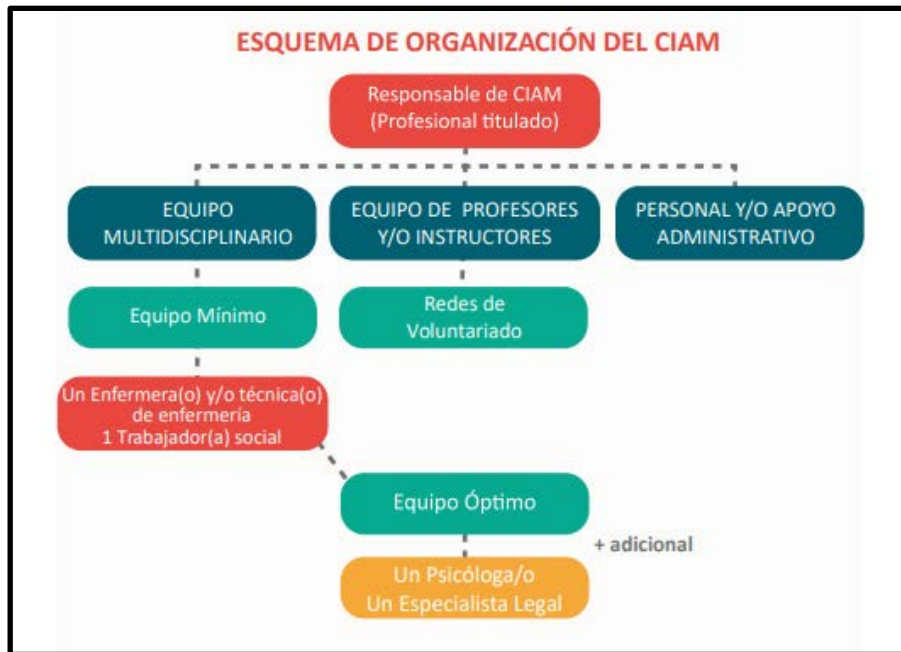 ESQUEMA DE ORGANIZACIÓN DEL CIAM
Responsable de CIAM
(Profesional titulado)
EQUIPO
MULTIDISCIPLINARIO
EQUIPO DE PROFESORES
Y/O INSTRUCTORES
PERSONAL Y/O APOYO
ADMINISTRATIVO
Equipo Mínimo
Redes de
Voluntariado
Un Enfermera(o) y/o técnica(o)
de enfermería
1 Trabajador(a) social
Equipo Óptimo
+ adicional
Un Psicóloga/o
Un Especialista Legal